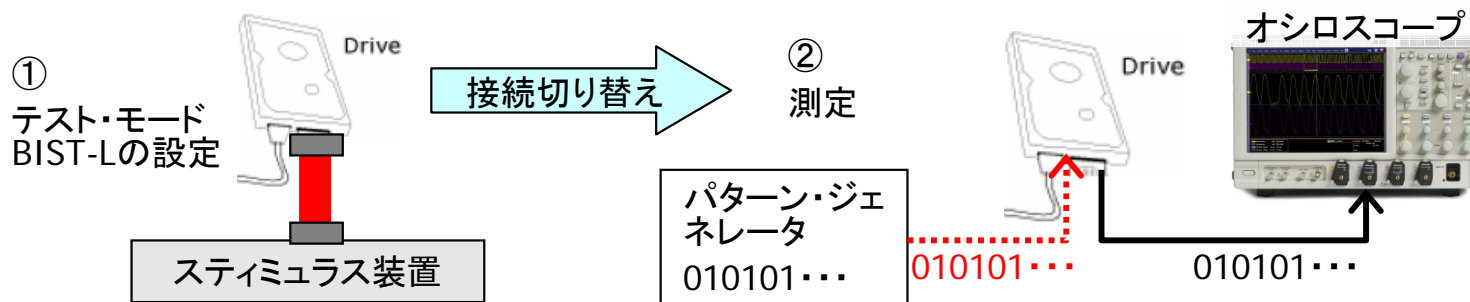 ①
テスト・モード
BIST-Lの設定
Drive
スティミュラス装置
接続切り替え
②
測定
Drive
オシロスコープ
パターン・ジェ
ネレータ
010101・・・
010101・・・
010101・・・